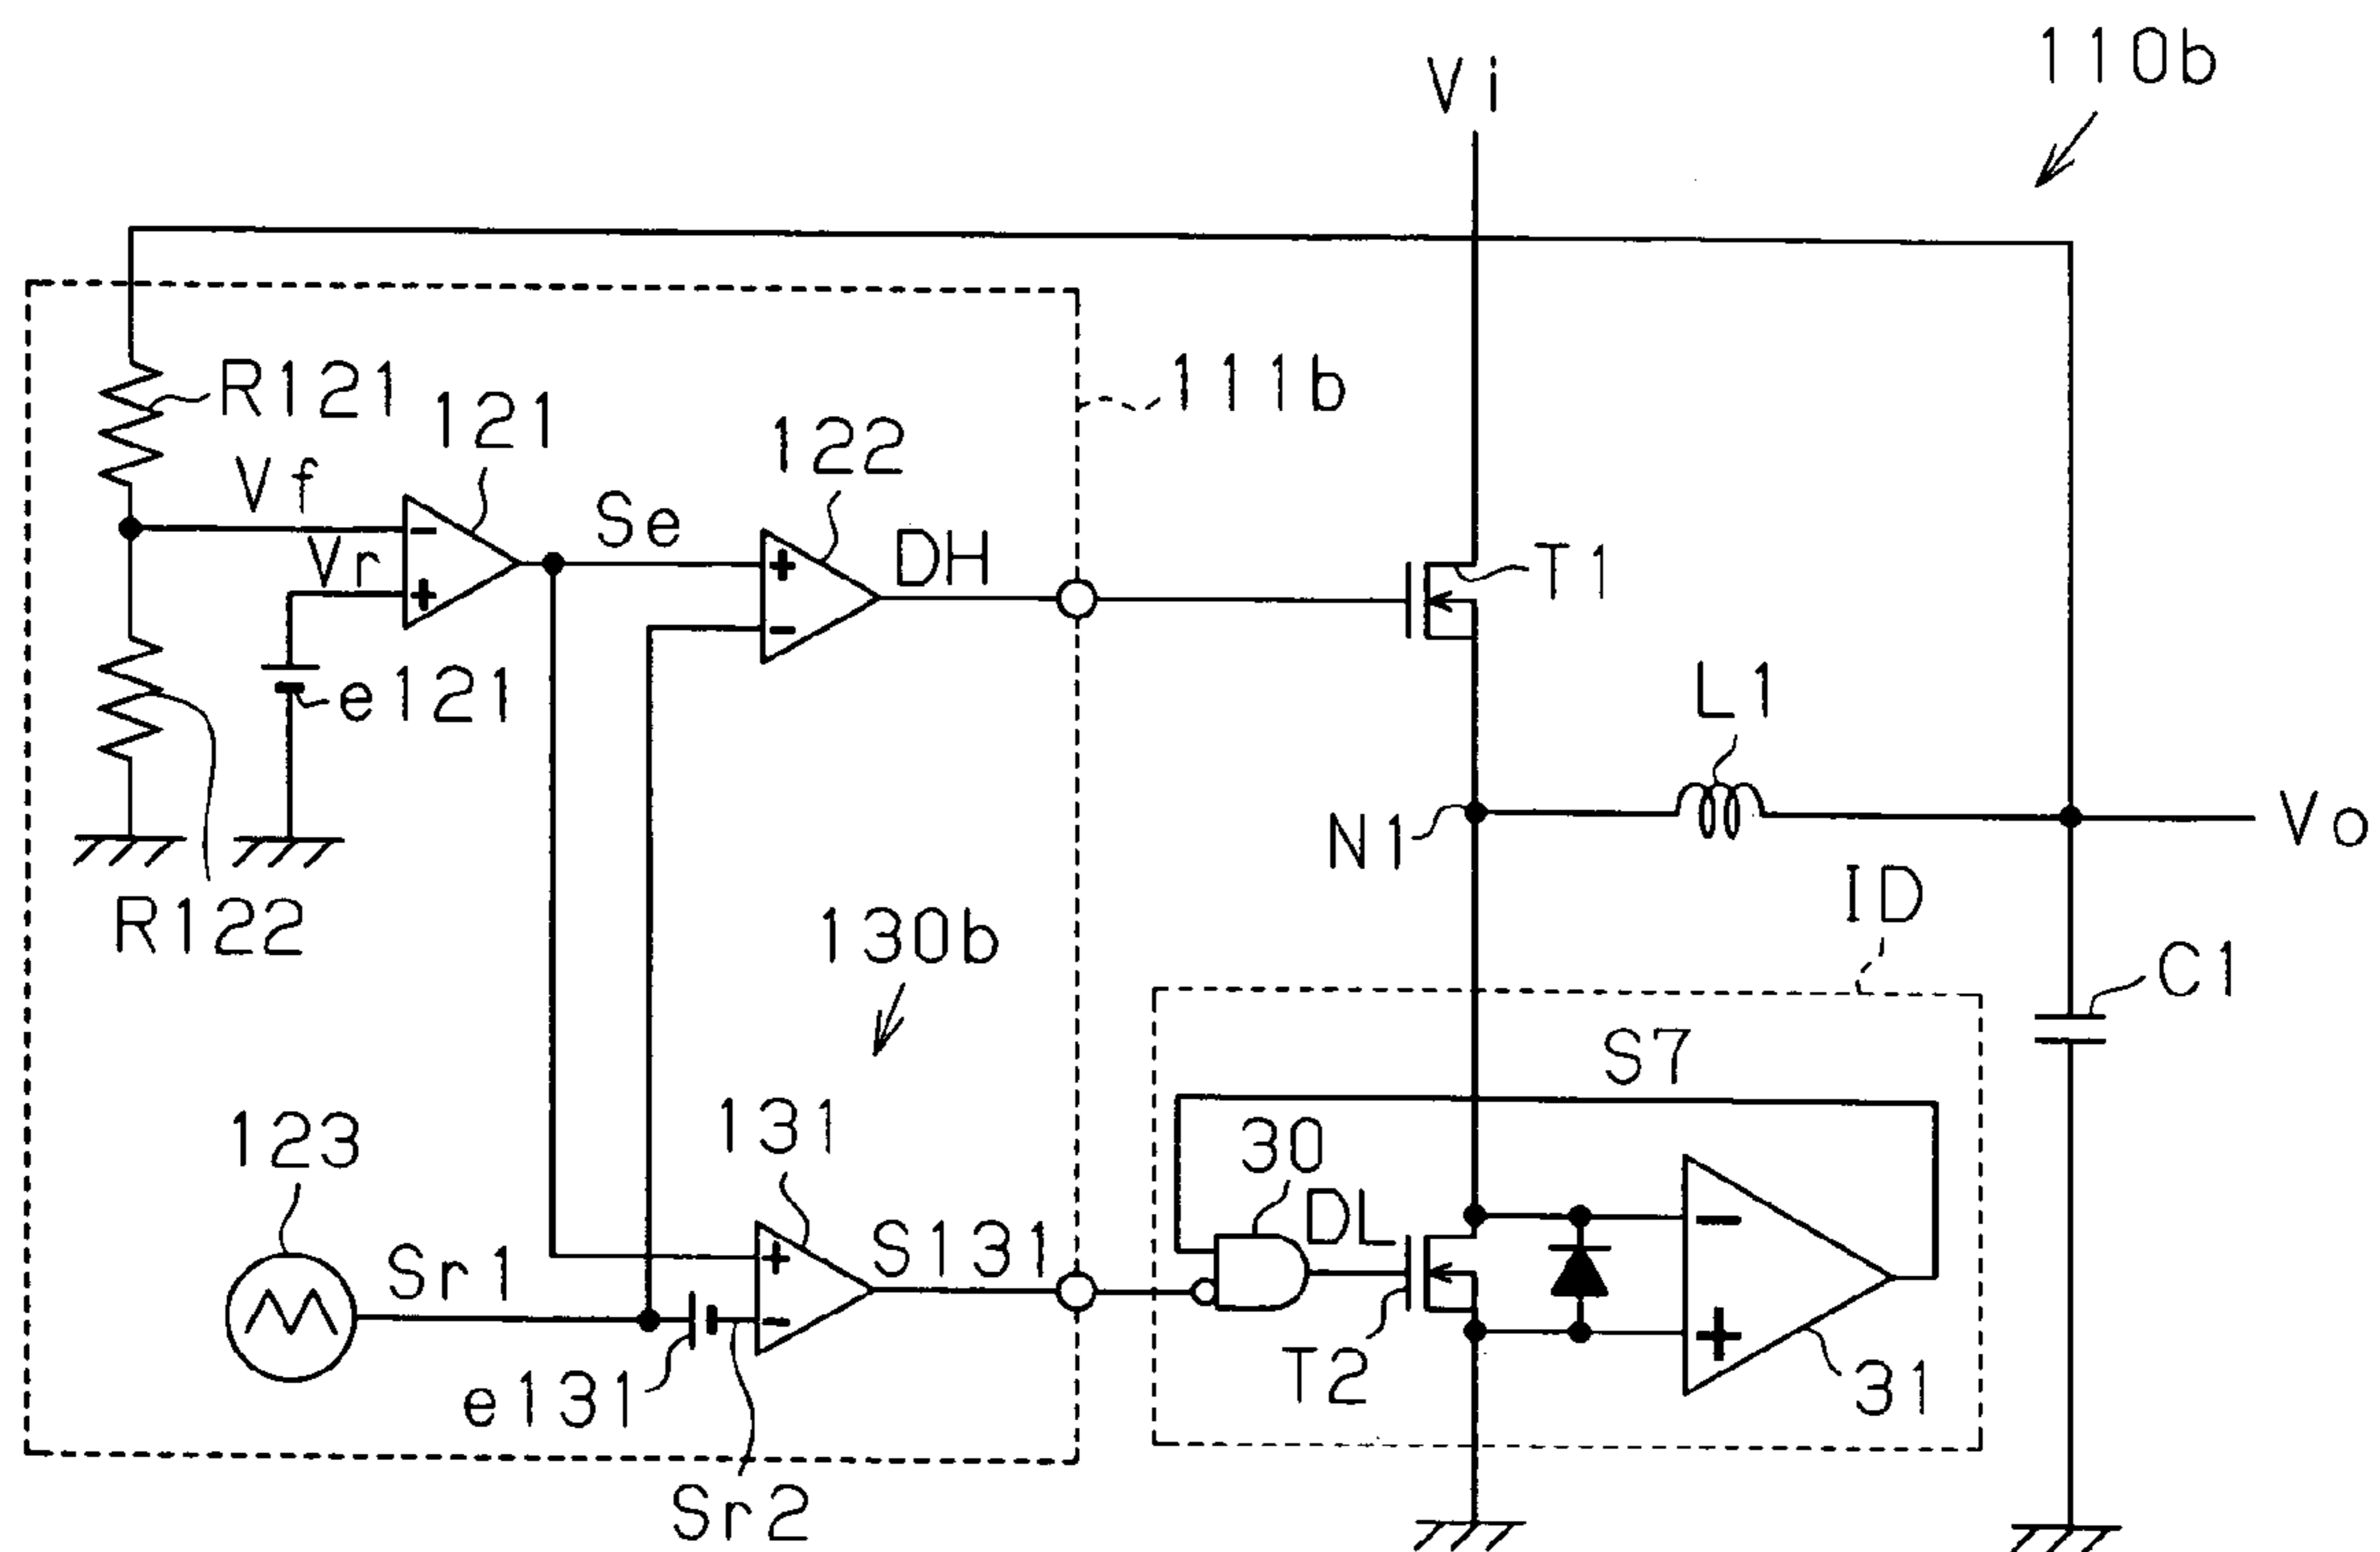 110b
Vi
R121
121
111b
122
Vf
Se
DH
Vr
T1
e121
L1
N1
Vo
R122
130b
ID
C1
S7
123
131
30
DL
Sr1
S131
e131
T2
31
Sr2
+
-
+
-
+
-
+
-